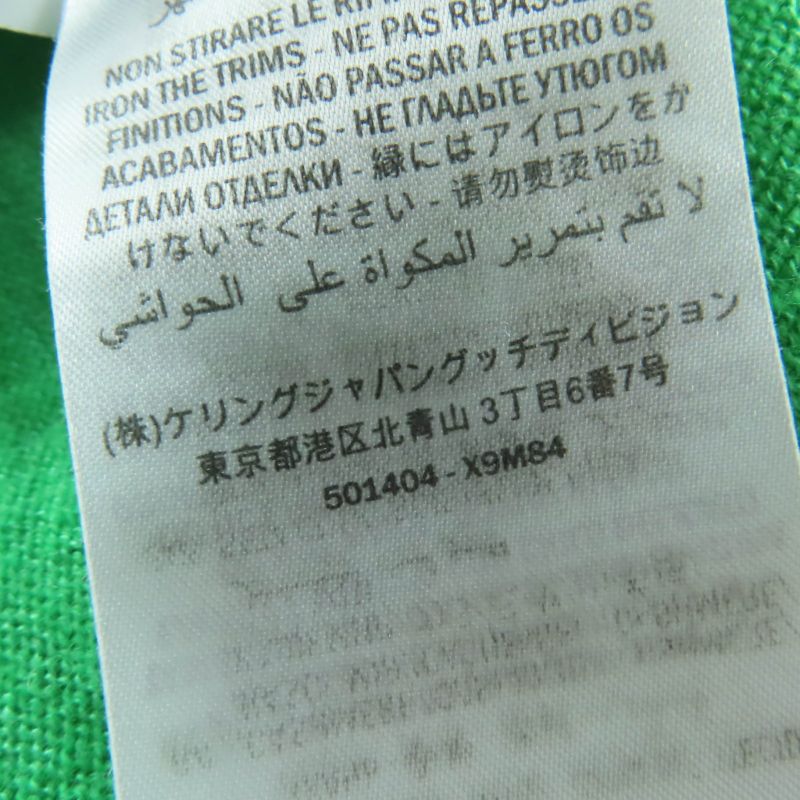 NON STIRARE LE
IRON THE TRIMS - NE PAS REPASSE
FINITIONS - NÃO PASSAR A FERRO OS
ACABAMENTOS - НЕ ГЛАДЬТЕ УТЮГОМ
ДЕТАЛИ ОТДЕЛКИ - 縁にはアイロンをか
けないでください - 请勿熨烫饰边
لا تقم بتمرير المكواة على الحواشي
(株)ケリングジャパングッチディビジョン
東京都港区北青山 3丁目6番7号
501404 - X9M84